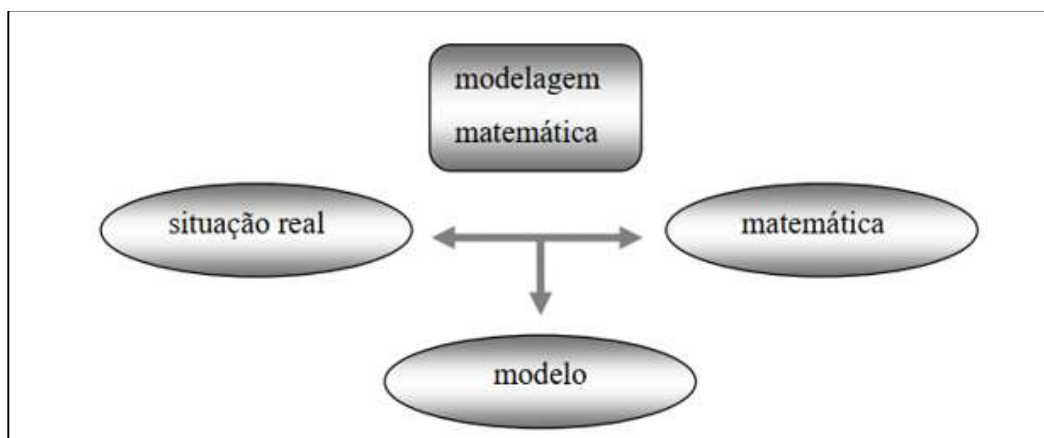 modelagem
matemática
situação real
matemática
modelo